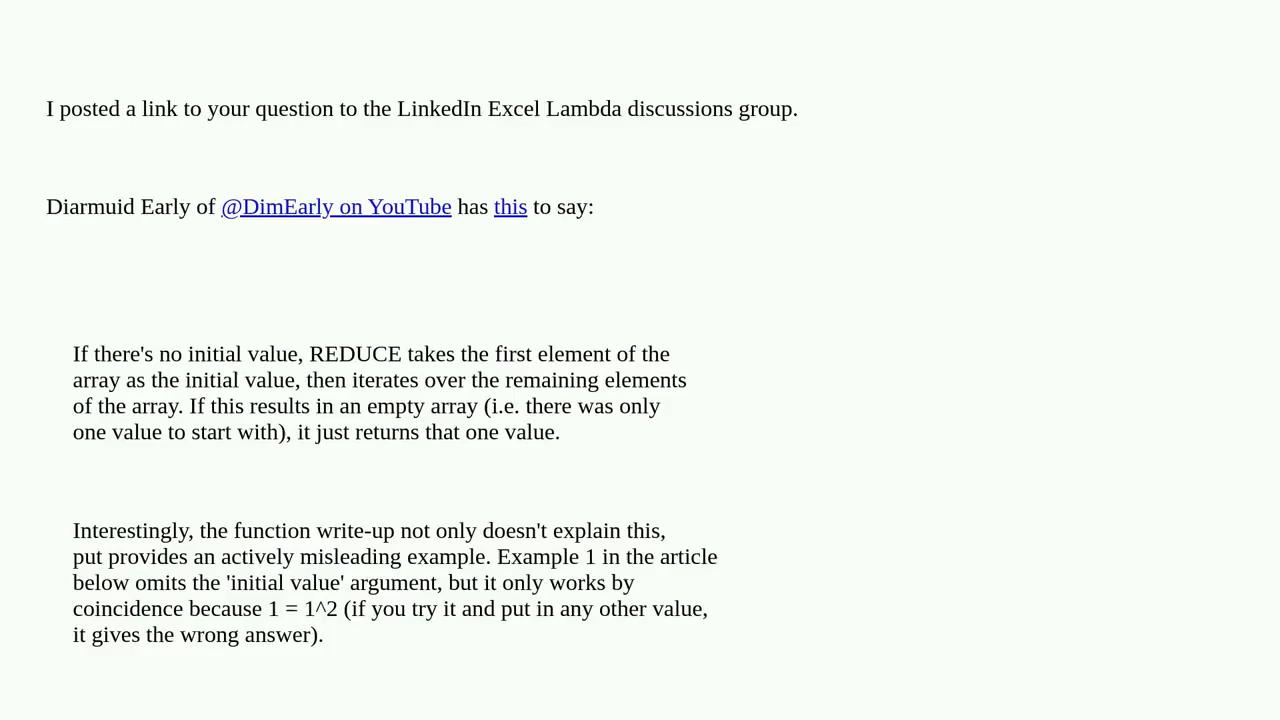 I posted a link to your question to the LinkedIn Excel Lambda discussions group.
Diarmuid Early of @DimEarly on YouTube has this to say:
If there's no initial value, REDUCE takes the first element of the
array as the initial value, then iterates over the remaining elements
of the array. If this results in an empty array (i.e. there was only
one value to start with), it just returns that one value.
Interestingly, the function write-up not only doesn't explain this,
put provides an actively misleading example. Example 1 in the article
below omits the 'initial value' argument, but it only works by
coincidence because 1 = 1^2 (if you try it and put in any other value,
it gives the wrong answer).